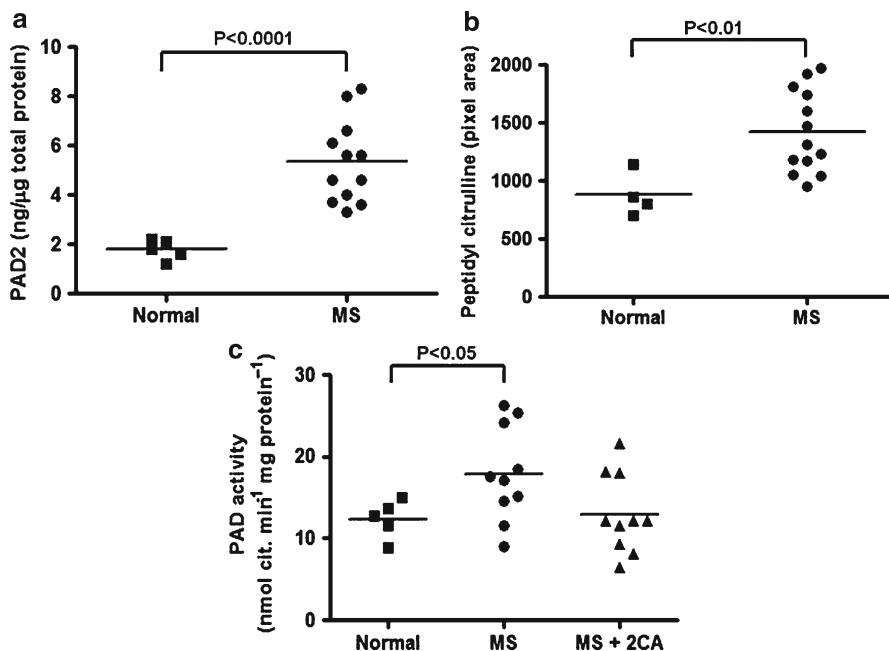 a
P<0.0001
PAD2 (ng/µg total protein)
10
8
6
4
2
0
Normal
MS
b
P<0.01
Peptidyl citrulline (pixel area)
2000
1500
1000
500
0
Normal
MS
c
P<0.05
PAD activity
(nmol cit. min⁻¹ mg protein⁻¹)
30
20
10
0
Normal
MS
MS + 2CA